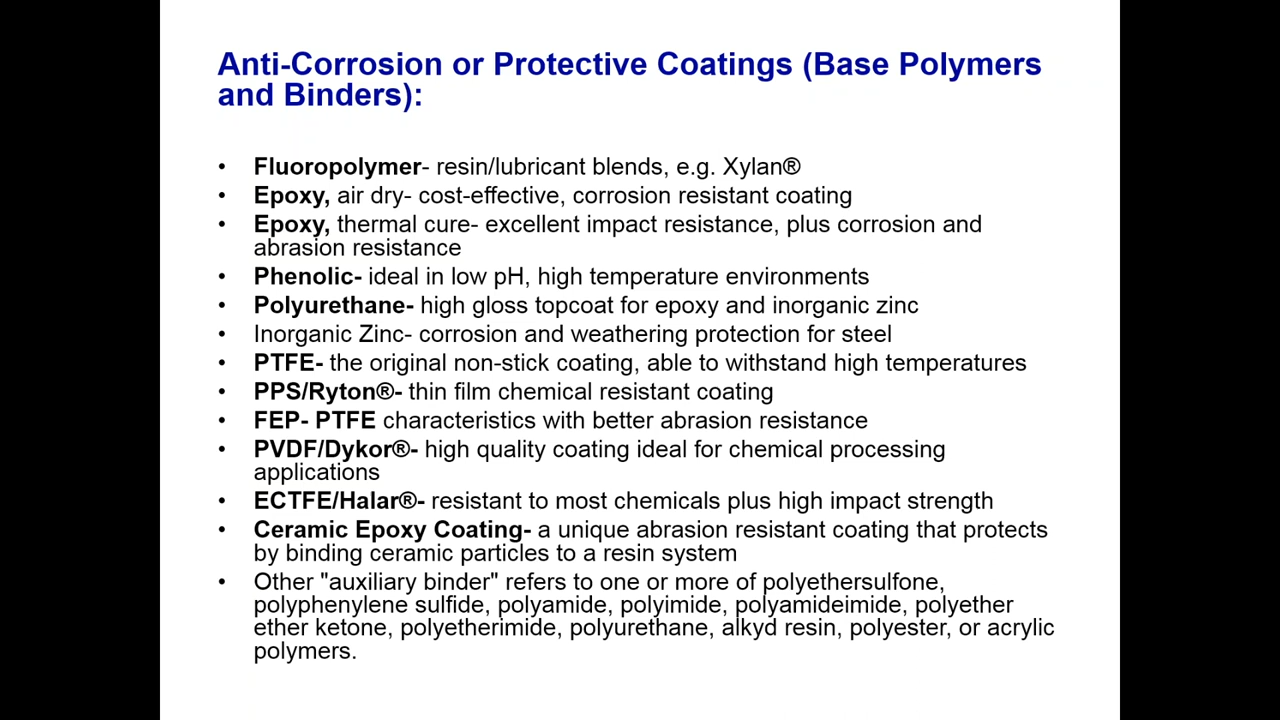 Anti-Corrosion or Protective Coatings (Base Polymers
and Binders):
• Fluoropolymer- resin/lubricant blends, e.g. Xylan®
• Epoxy, air dry- cost-effective, corrosion resistant coating
• Epoxy, thermal cure- excellent impact resistance, plus corrosion and
abrasion resistance
• Phenolic- ideal in low pH, high temperature environments
• Polyurethane- high gloss topcoat for epoxy and inorganic zinc
• Inorganic Zinc- corrosion and weathering protection for steel
• PTFE- the original non-stick coating, able to withstand high temperatures
• PPS/Ryton®- thin film chemical resistant coating
• FEP- PTFE characteristics with better abrasion resistance
• PVDF/Dykor®- high quality coating ideal for chemical processing
applications
• ECTFE/Halar®- resistant to most chemicals plus high impact strength
• Ceramic Epoxy Coating- a unique abrasion resistant coating that protects
by binding ceramic particles to a resin system
• Other "auxiliary binder" refers to one or more of polyethersulfone,
polyphenylene sulfide, polyamide, polyimide, polyamideimide, polyether
ether ketone, polyetherimide, polyurethane, alkyd resin, polyester, or acrylic
polymers.